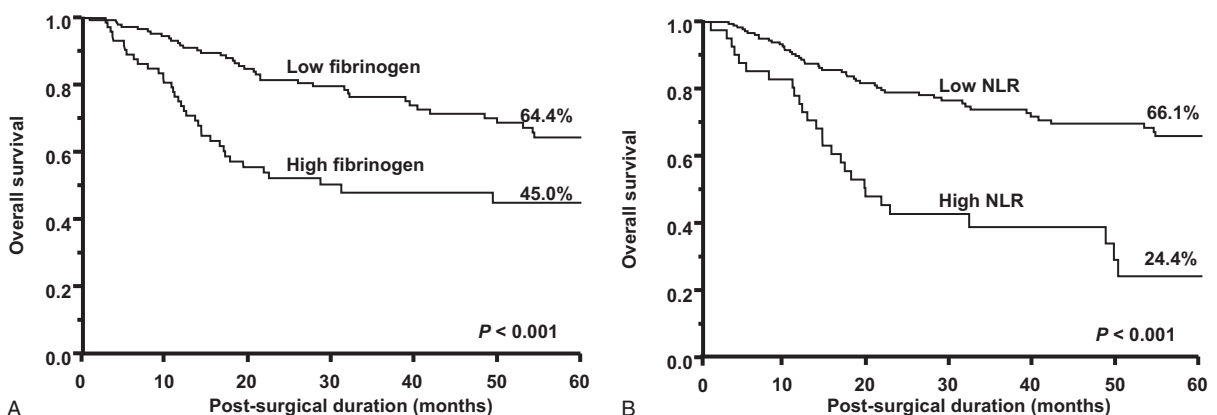 1.0
0.8
0.6
0.4
0.2
0.0
Overall survival
Low fibrinogen
64.4%
High fibrinogen
45.0%
P < 0.001
0 10 20 30 40 50 60
Post-surgical duration (months)
A
1.0
0.8
0.6
0.4
0.2
0.0
Overall survival
Low NLR
66.1%
High NLR
24.4%
P < 0.001
0 10 20 30 40 50 60
Post-surgical duration (months)
B